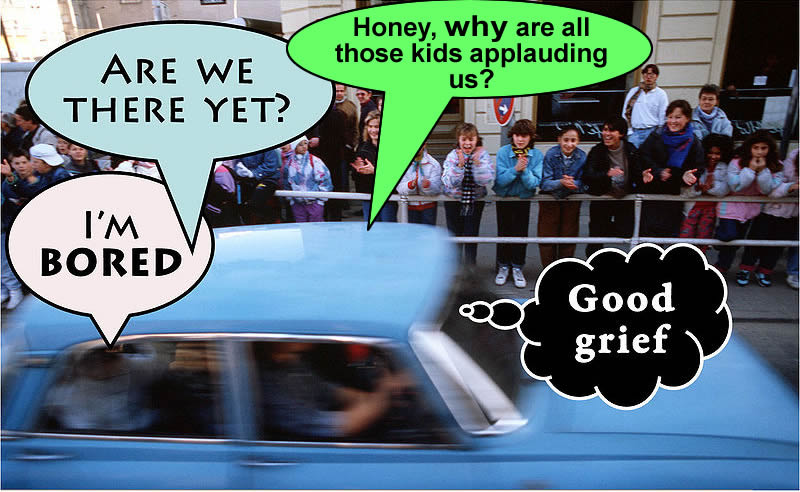 ARE WE
THERE YET?
Honey, why are all
those kids applauding
us?
I'M
BORED
Good
grief